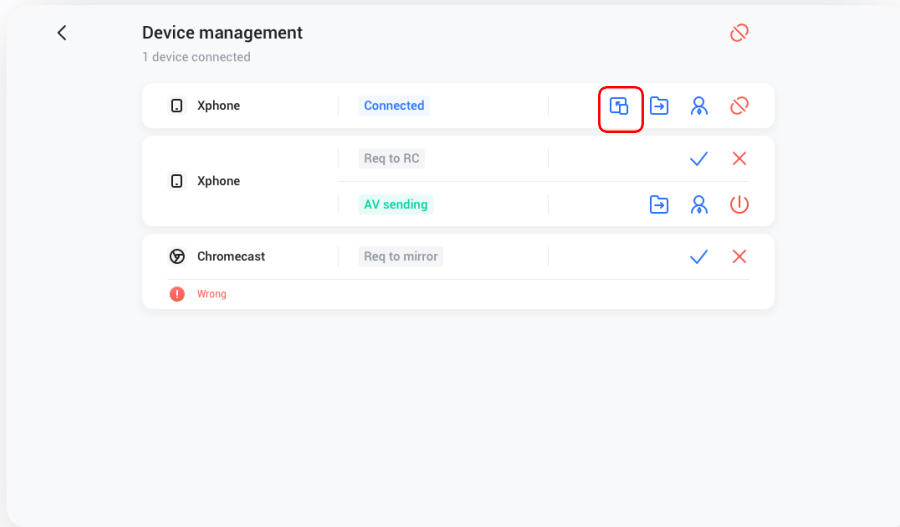 Device management
1 device connected
Xphone Connected
Req to RC
Xphone
AV sending
Chromecast Req to mirror
Wrong